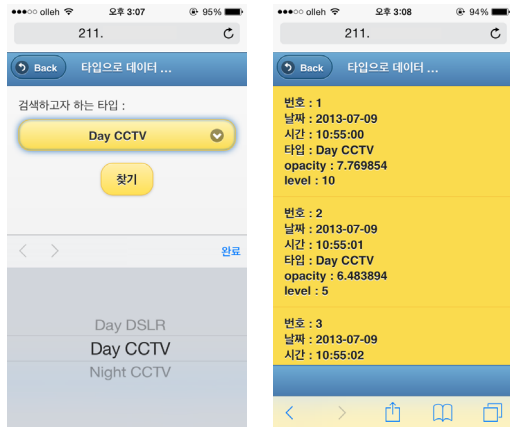 olleh 오후 3:07 95%
211.
Back 타입으로 데이터 ...
검색하고자 하는 타입 :
Day CCTV
찾기
완료
Day DSLR
Day CCTV
Night CCTV
olleh 오후 3:08 94%
211.
Back 타입으로 데이터 ...
번호 : 1
날짜 : 2013-07-09
시간 : 10:55:00
타입 : Day CCTV
opacity : 7.769854
level : 10
번호 : 2
날짜 : 2013-07-09
시간 : 10:55:01
타입 : Day CCTV
opacity : 6.483894
level : 5
번호 : 3
날짜 : 2013-07-09
시간 : 10:55:02